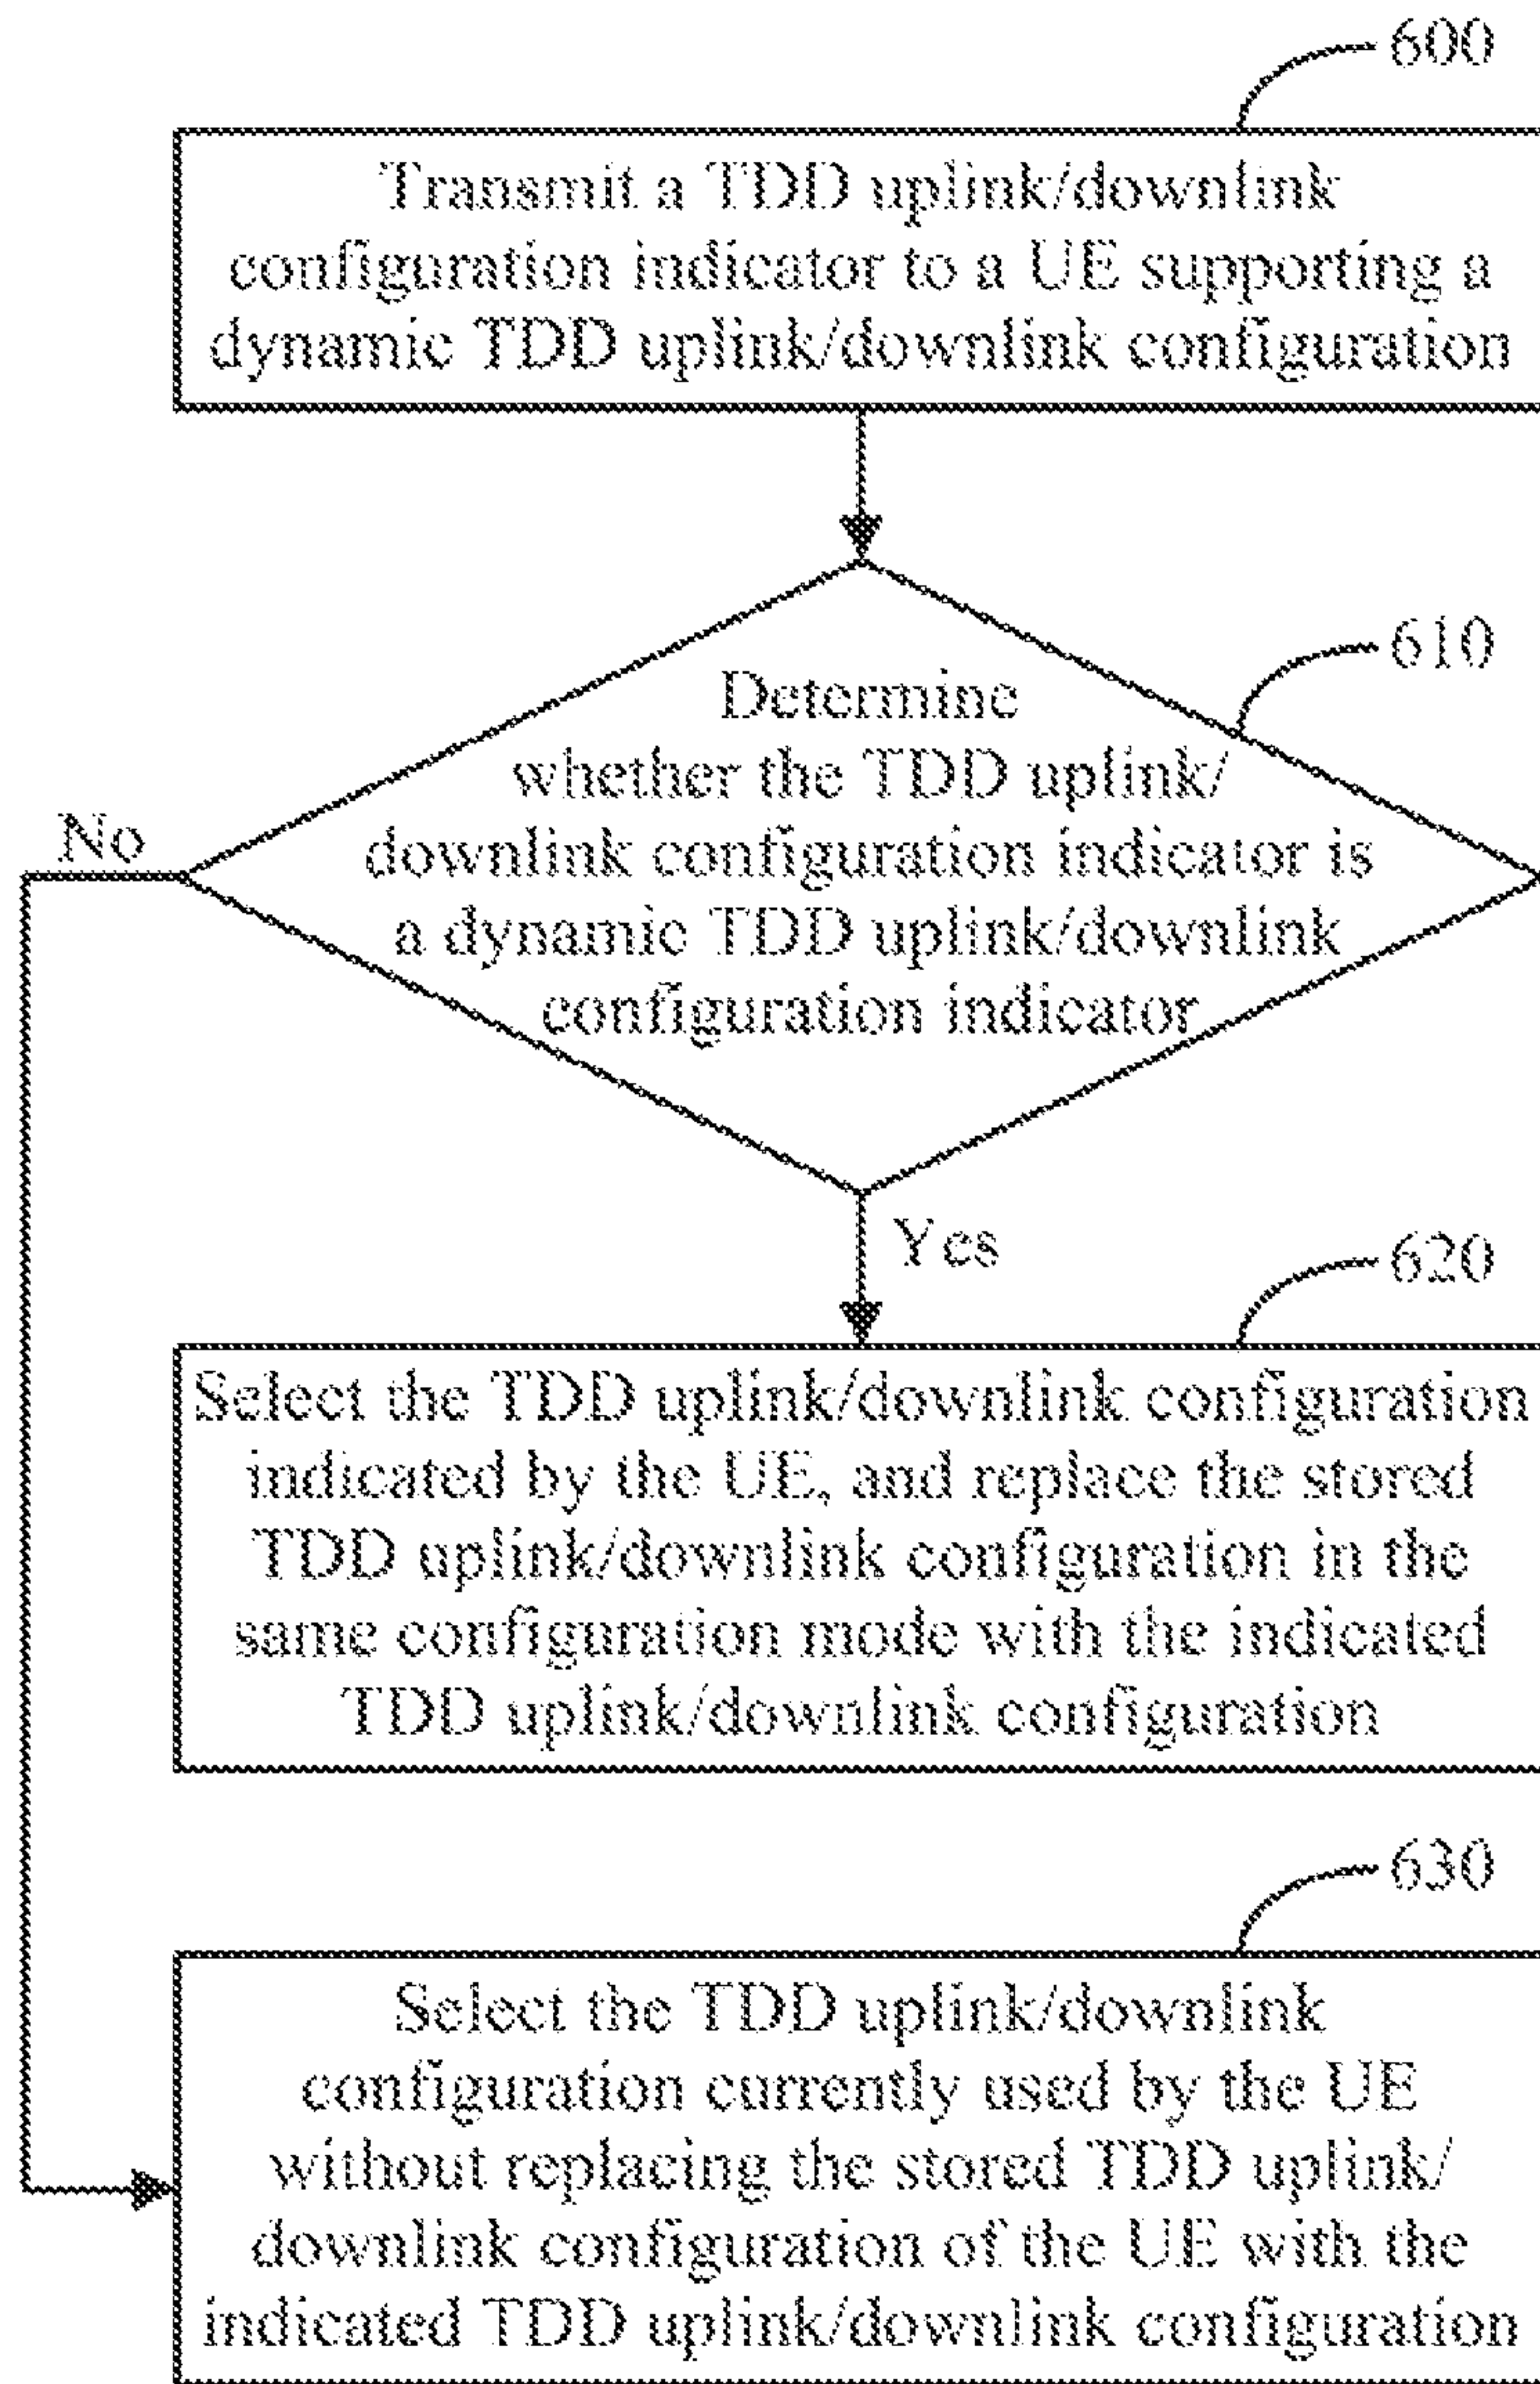 600
Transmit a TDD uplink/downlink
configuration indicator to a UE supporting a
dynamic TDD uplink/downlink configuration
610
Determine
whether the TDD uplink/
downlink configuration indicator is
a dynamic TDD uplink/downlink
configuration indicator
No
Yes
620
Select the TDD uplink/downlink configuration
indicated by the UE, and replace the stored
TDD uplink/downlink configuration in the
same configuration mode with the indicated
TDD uplink/downlink configuration
630
Select the TDD uplink/downlink
configuration currently used by the UE
without replacing the stored TDD uplink/
downlink configuration of the UE with the
indicated TDD uplink/downlink configuration